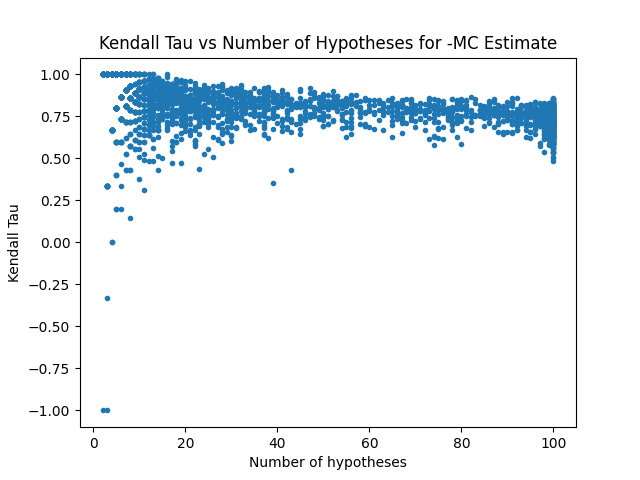 Kendall Tau vs Number of Hypotheses for -MC Estimate
1.00
0.75
0.50
0.25
0.00
−0.25
−0.50
−0.75
−1.00
Kendall Tau
0 20 40 60 80 100
Number of hypotheses